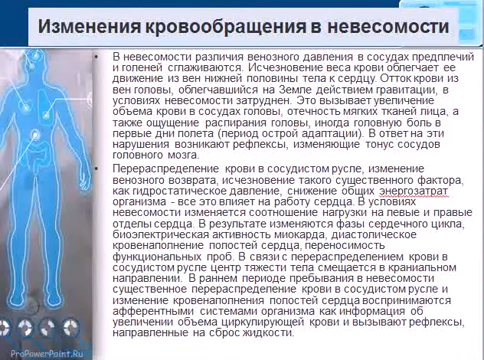 Изменения кровообращения в невесомости
• В невесомости различия венозного давления в сосудах предплечий
и голеней сглаживаются. Исчезновение веса крови облегчает ее
движение из вен нижней половины тела к сердцу. Отток крови из
вен головы, облегчавшийся на Земле действием гравитации, в
условиях невесомости затруднен. Это вызывает увеличение
объема крови в сосудах головы, отечность мягких тканей лица, а
также ощущение распирания головы, иногда головную боль в
первые дни полета (период острой адаптации). В ответ на эти
нарушения возникают рефлексы, изменяющие тонус сосудов
головного мозга.
• Перераспределение крови в сосудистом русле, изменение
венозного возврата, исчезновение такого существенного фактора,
как гидростатическое давление, снижение общих энергозатрат
организма - все это влияет на работу сердца. В условиях
невесомости изменяется соотношение нагрузки на левые и правые
отделы сердца. В результате изменяются фазы сердечного цикла,
биоэлектрическая активность миокарда, диастолическое
кровенаполнение полостей сердца, переносимость
функциональных проб. В связи с перераспределением крови в
сосудистом русле центр тяжести тела смещается в краниальном
направлении. В раннем периоде пребывания в невесомости
существенное перераспределение крови в сосудистом русле и
изменение кровенаполнения полостей сердца воспринимаются
афферентными системами организма как информация об
увеличении объема циркулирующей крови и вызывают рефлексы,
направленные на сброс жидкости.
ProPowerPoint.Ru